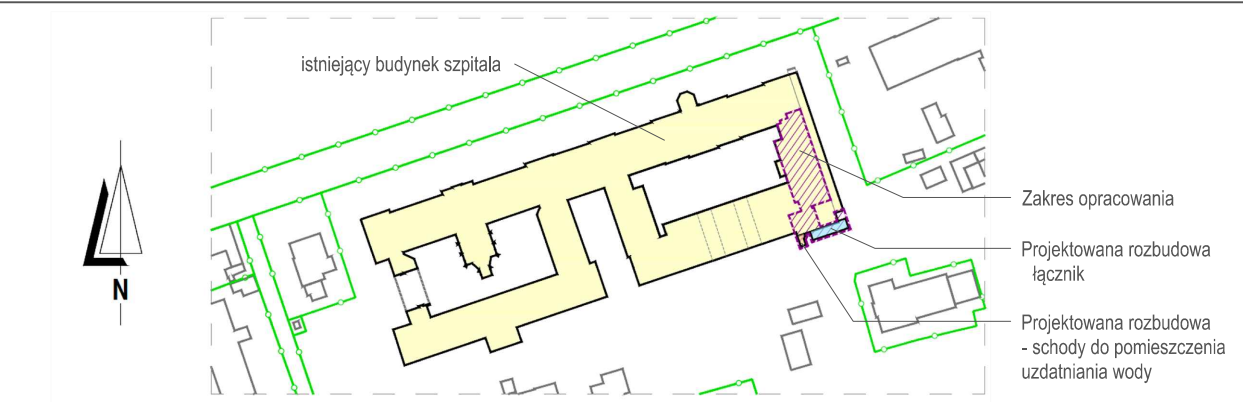 istniejący budynek szpitala
Zakres opracowania
Projektowana rozbudowa
łącznik
Projektowana rozbudowa
- schody do pomieszczenia
uzdatniania wody
N